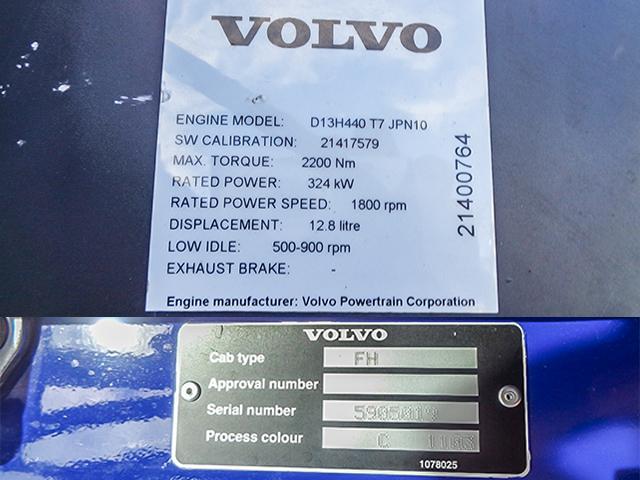 VOLVO
ENGINE MODEL: D13H440 T7 JPN10
SW CALIBRATION: 21417579
MAX. TORQUE: 2200 Nm
RATED POWER: 324 kW
RATED POWER SPEED: 1800 rpm
DISPLACEMENT: 12.8 litre
LOW IDLE: 500-900 rpm
EXHAUST BRAKE: -
21400764
Engine manufacturer: Volvo Powertrain Corporation
VOLVO
Cab type FH
Approval number
Serial number
Process colour C 1103
1078025